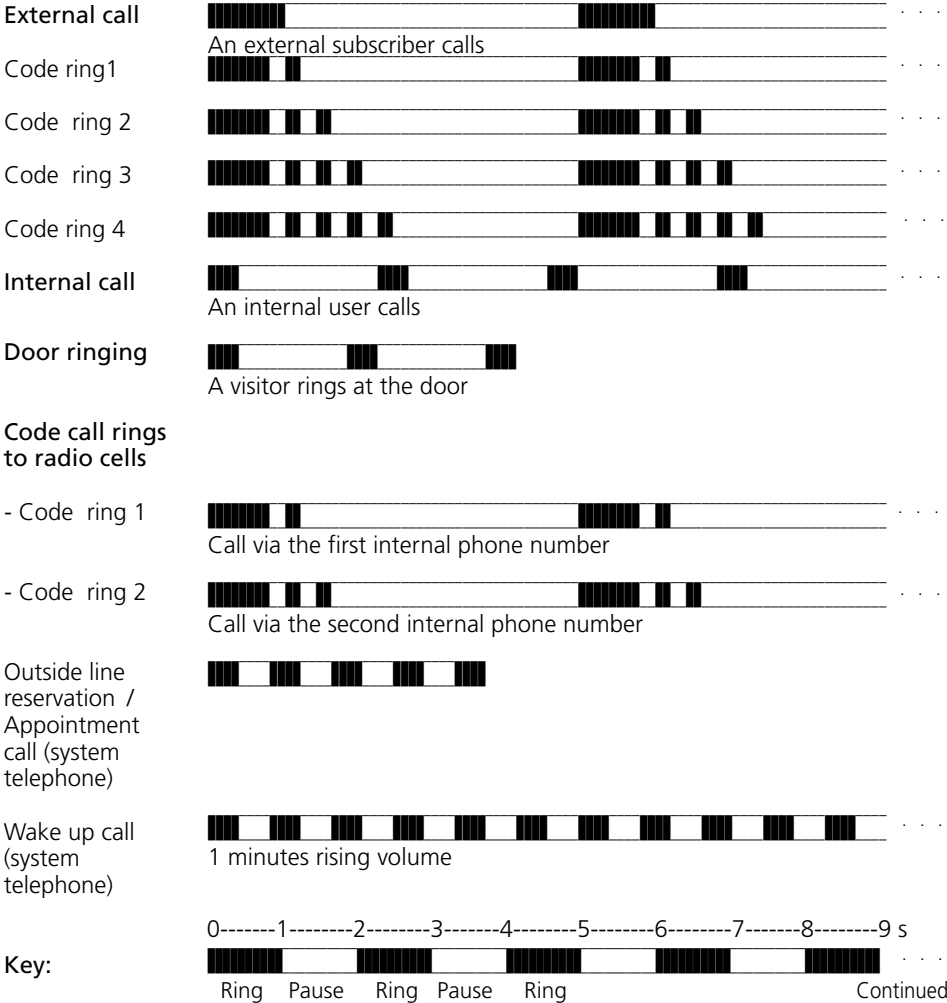 External call
An external subscriber calls
Code ring1
Code ring 2
Code ring 3
Code ring 4
Internal call
An internal user calls
Door ringing
A visitor rings at the door
Code call rings
to radio cells
- Code ring 1
Call via the first internal phone number
- Code ring 2
Call via the second internal phone number
Outside line
reservation /
Appointment
call (system
telephone)
Wake up call
(system
telephone)
1 minutes rising volume
0-------1--------2--------3-------4--------5-------6-------7-------8--------9 s
Key:
Ring Pause Ring Pause Ring Continued